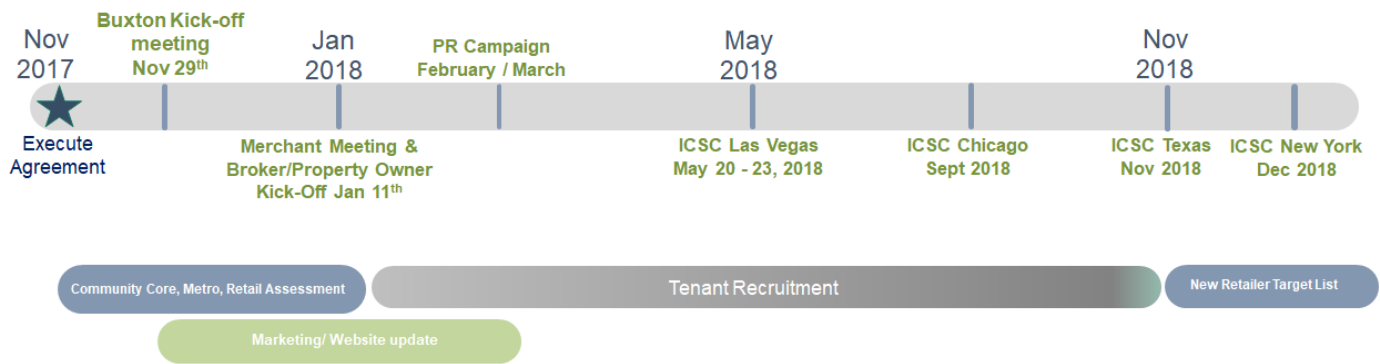 Nov
2017
Buxton Kick-off
meeting
Nov 29th
Jan
2018
PR Campaign
February / March
May
2018
Nov
2018
Execute
Agreement
Merchant Meeting &
Broker/Property Owner
Kick-Off Jan 11th
ICSC Las Vegas
May 20 - 23, 2018
ICSC Chicago
Sept 2018
ICSC Texas
Nov 2018
ICSC New York
Dec 2018
Community Core, Metro, Retail Assessment
Tenant Recruitment
New Retailer Target List
Marketing/ Website update